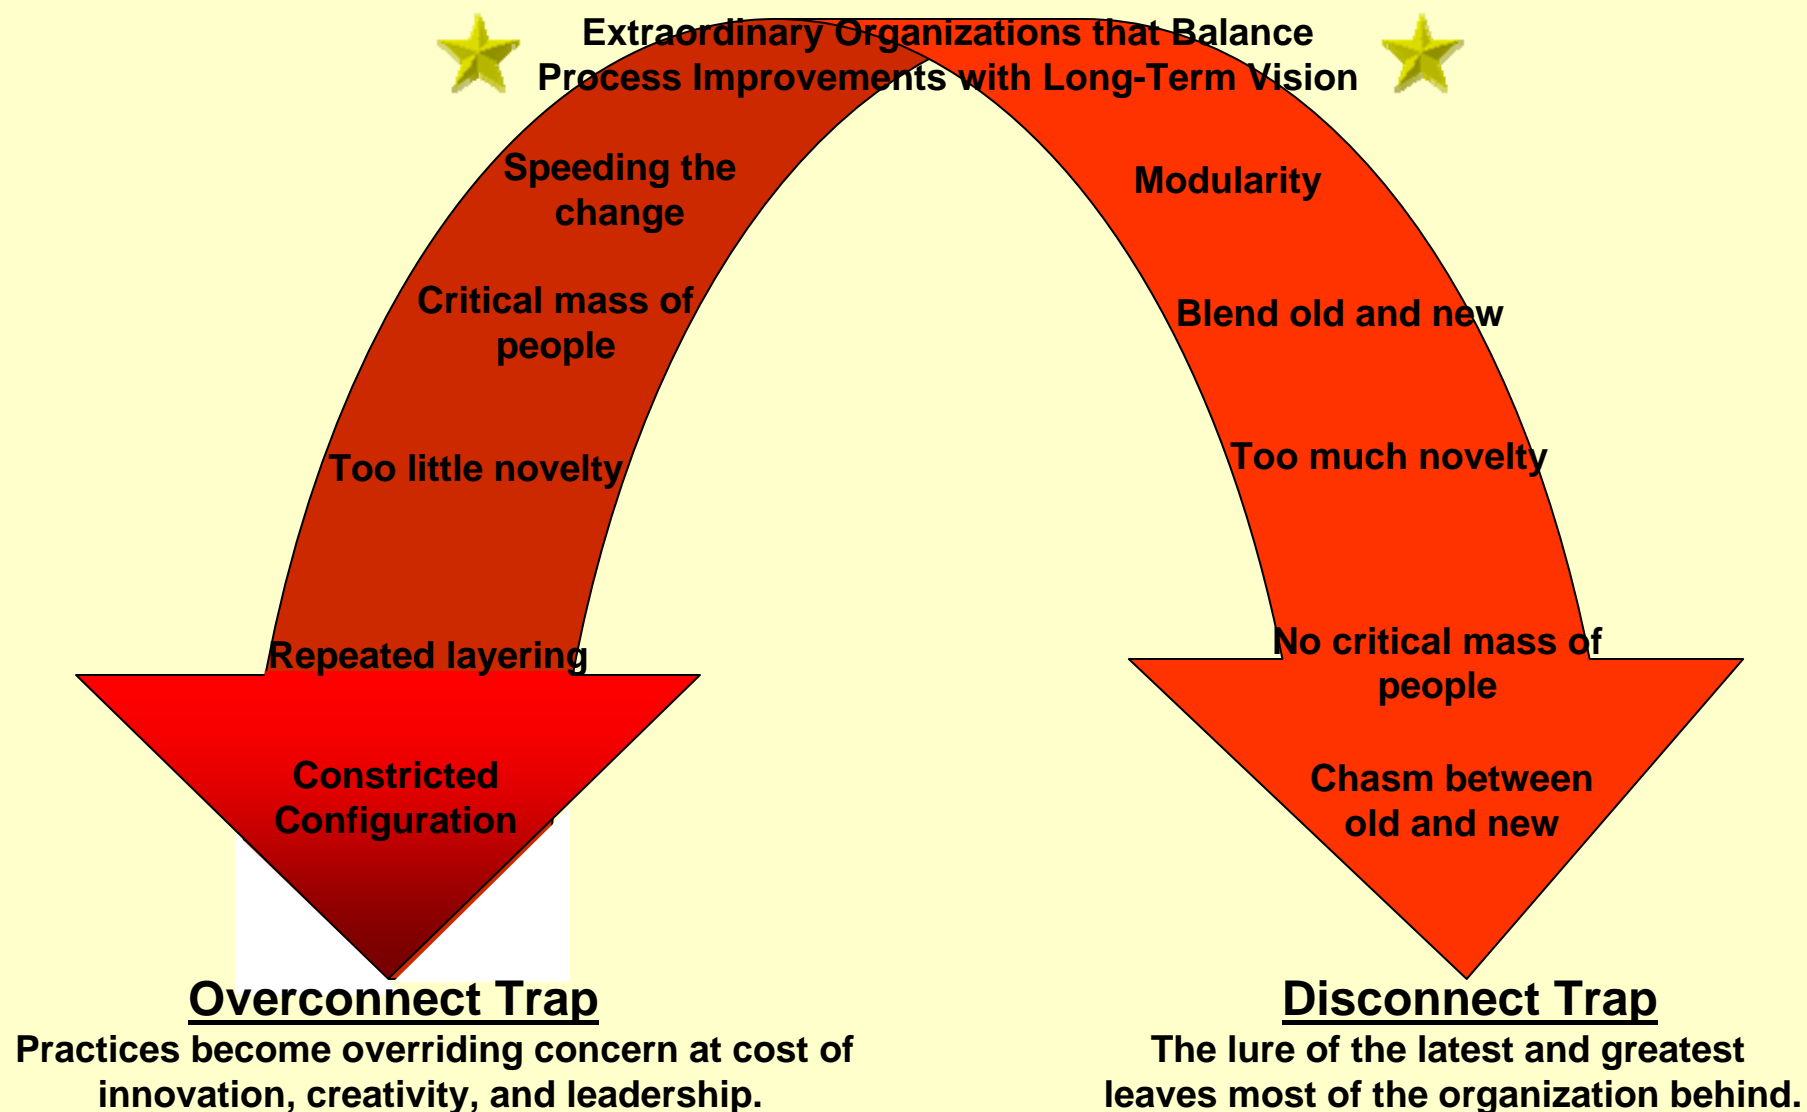 Extraordinary Organizations that Balance
Process Improvements with Long-Term Vision
Speeding the
change
Critical mass of
people
Too little novelty
Repeated layering
Constricted
Configuration
Overconnect Trap
Practices become overriding concern at cost of
innovation, creativity, and leadership.
Modularity
Blend old and new
Too much novelty
No critical mass of
people
Chasm between
old and new
Disconnect Trap
The lure of the latest and greatest
leaves most of the organization behind.